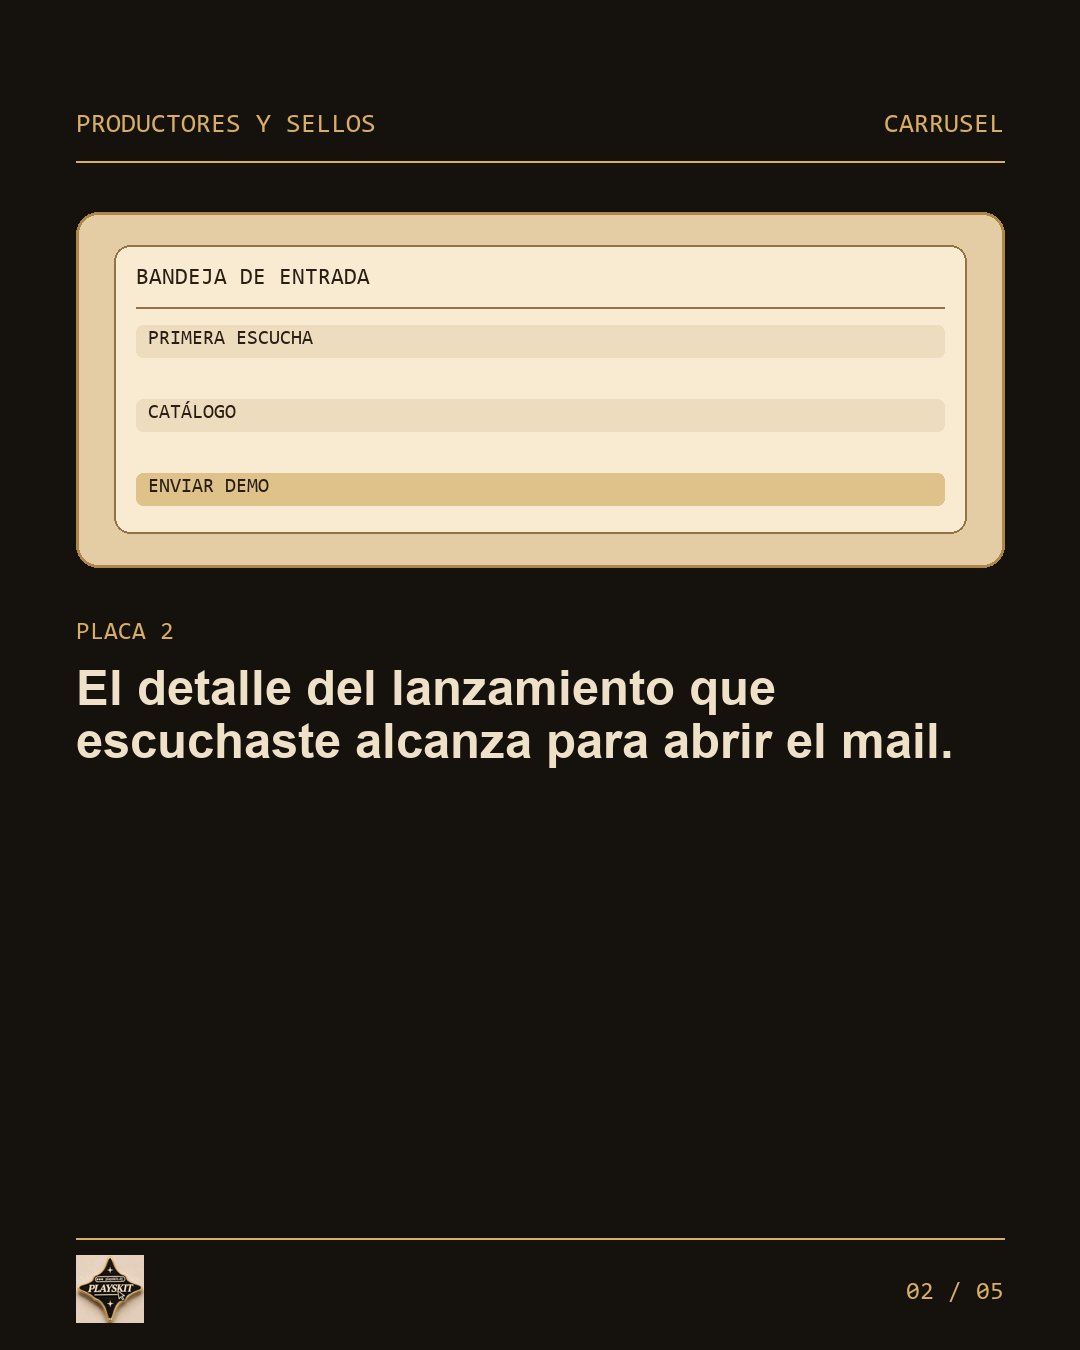 PRODUCTORES Y SELLOS
CARRUSEL
BANDEJA DE ENTRADA
PRIMERA ESCUCHA
CATÁLOGO
ENVIAR DEMO
PLACA 2
El detalle del lanzamiento que
escuchaste alcanza para abrir el mail.
PLAYSKIT
02 / 05